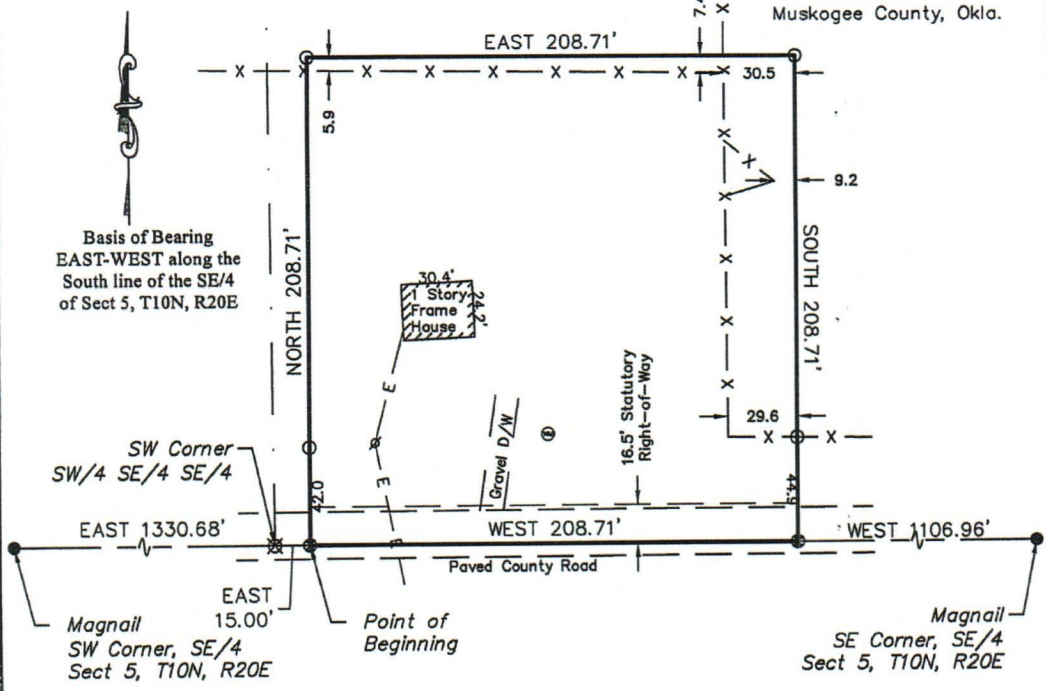 Muskogee County, Okla.
EAST 208.71'
30.5
5.9
9.2
Basis of Bearing
EAST-WEST along the
South line of the SE/4
of Sect 5, T10N, R20E
NORTH 208.71'
SOUTH 208.71'
30.4'
24.2'
1 Story
Frame
House
E
E
Gravel D/W
16.5' Statutory
Right-of-Way
29.6
SW Corner
SW/4 SE/4 SE/4
42.0
44.9
EAST 1330.68'
WEST 208.71'
WEST 1106.96'
Paved County Road
EAST
15.00'
Point of
Beginning
Magnail
SW Corner, SE/4
Sect 5, T10N, R20E
Magnail
SE Corner, SE/4
Sect 5, T10N, R20E